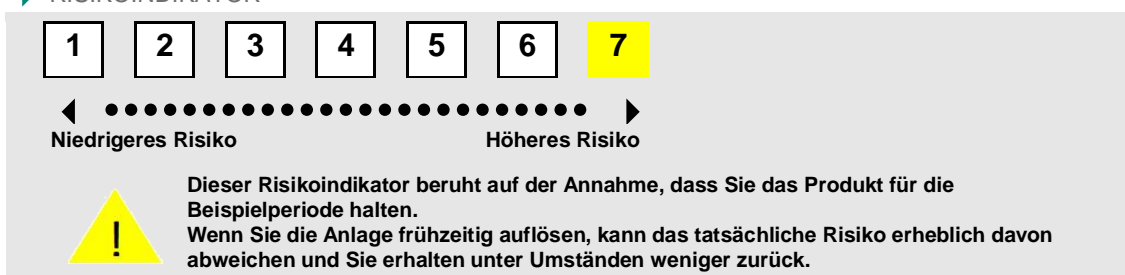 RISIKOINDIKATOR
1 2 3 4 5 6 7
Niedrigeres Risiko Höheres Risiko
Dieser Risikoindikator beruht auf der Annahme, dass Sie das Produkt für die
Beispielperiode halten.
Wenn Sie die Anlage frühzeitig auflösen, kann das tatsächliche Risiko erheblich davon
abweichen und Sie erhalten unter Umständen weniger zurück.